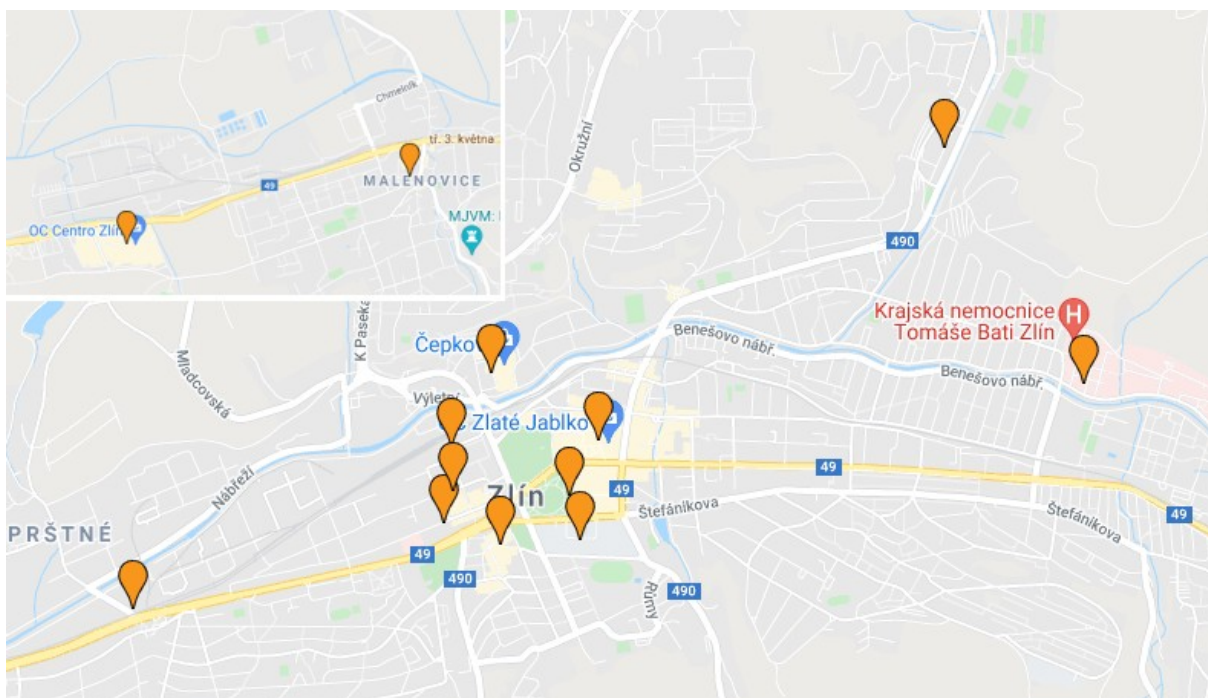 Chmelník
tř. 3. května
49
MALENOVICE
OC Centro Zlín
MJVM:
Okružní
490
Krajská nemocnice
Tomáše Bati Zlín
H
K Pasekám
Mladcovská
Čepkov
Benešovo nábř.
Benešovo nábř.
Výletní
OC Zlaté Jablko
49
Nábřeží
Zlín
49
Štefánikova
Štefánikova
49
PRŠTNÉ
49
490
Růmy
490